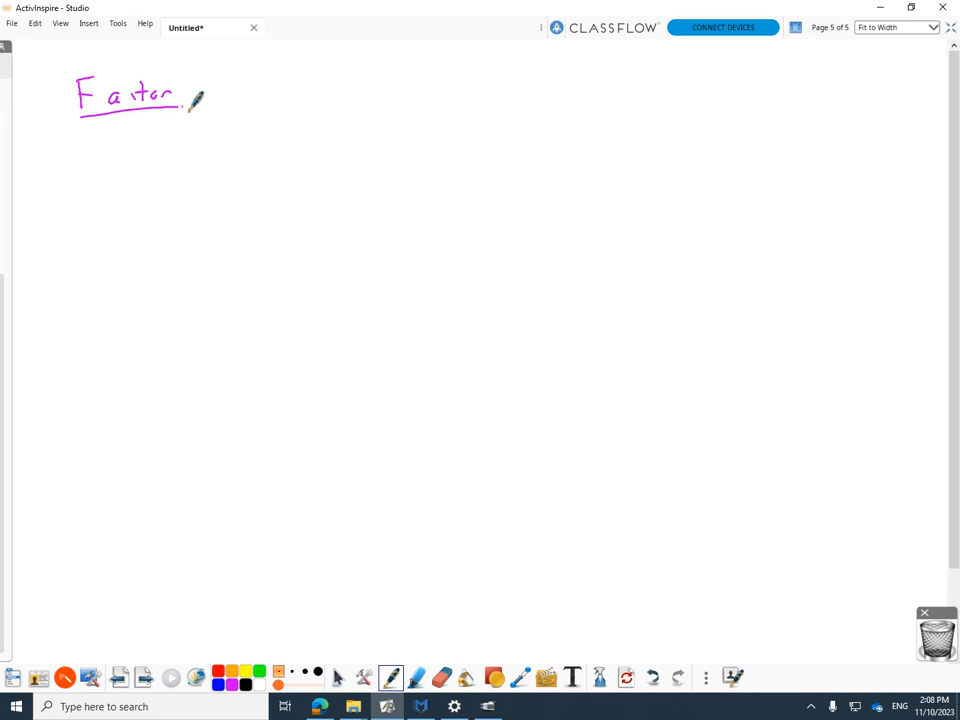 ActivInspire - Studio
File Edit View Insert Tools Help
Untitled*
CLASSFLOW
CONNECT DEVICES
Page 5 of 5
Fit to Width
Factor
T
Type here to search
ENG
2:08 PM
11/10/2023